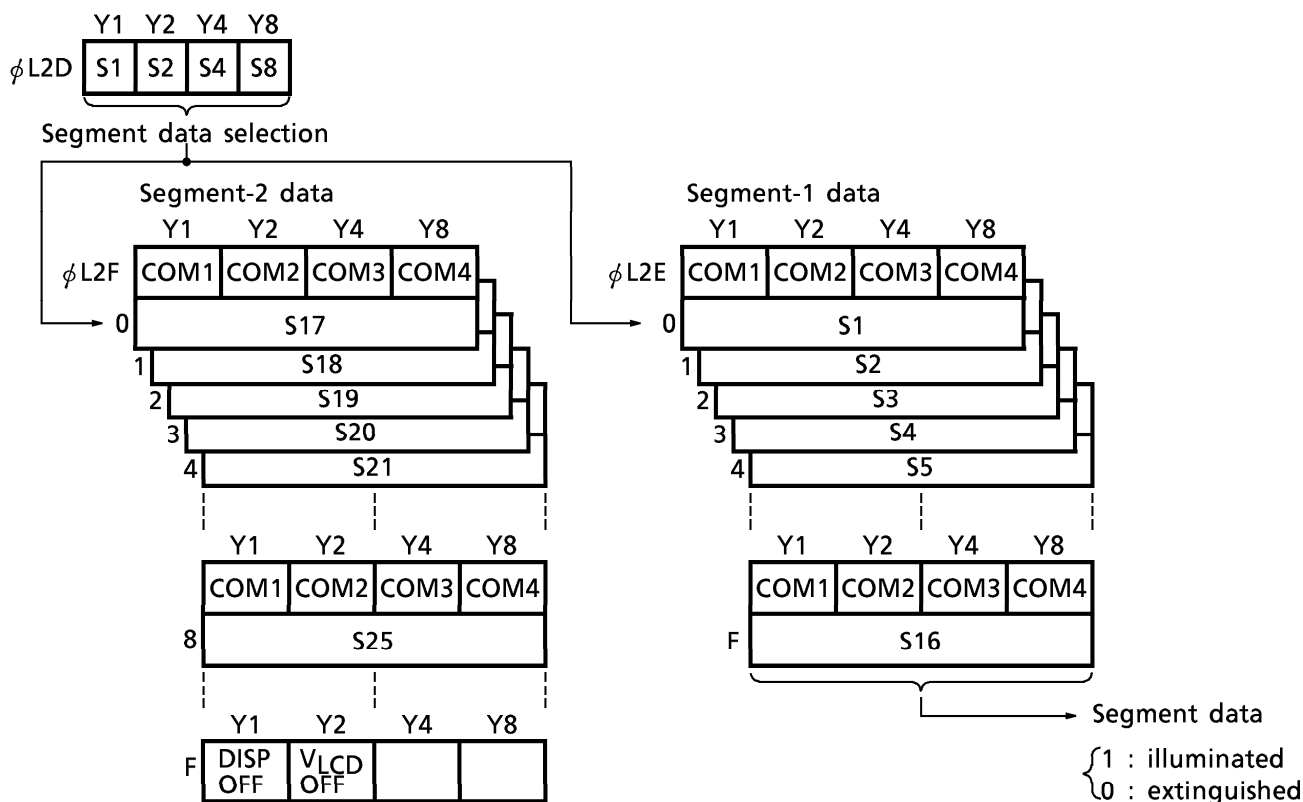 Y1 Y2 Y4 Y8
ϕL2D S1 S2 S4 S8
Segment data selection
Segment-2 data
Y1 Y2 Y4 Y8
ϕL2F COM1 COM2 COM3 COM4
0 S17
1 S18
2 S19
3 S20
4 S21
Y1 Y2 Y4 Y8
COM1 COM2 COM3 COM4
8 S25
Y1 Y2 Y4 Y8
F DISP OFF VLCD OFF
Segment-1 data
Y1 Y2 Y4 Y8
ϕL2E COM1 COM2 COM3 COM4
0 S1
1 S2
2 S3
3 S4
4 S5
Y1 Y2 Y4 Y8
COM1 COM2 COM3 COM4
F S16
Segment data
1 : illuminated
0 : extinguished